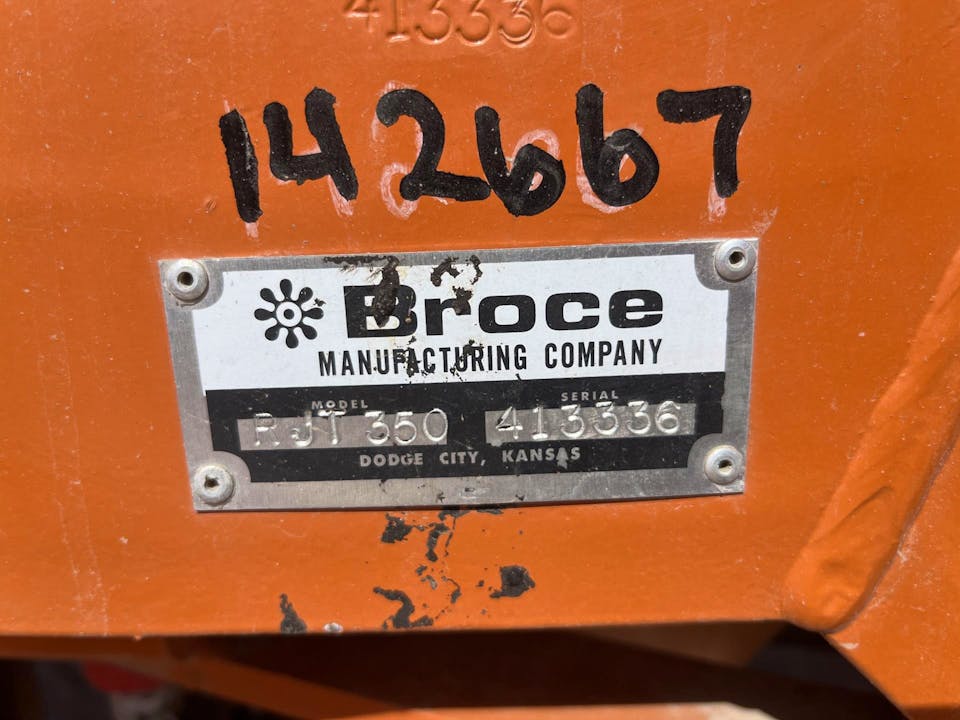 413336
142667
Broce
MANUFACTURING COMPANY
MODEL SERIAL
RJT 350 413336
DODGE CITY, KANSAS